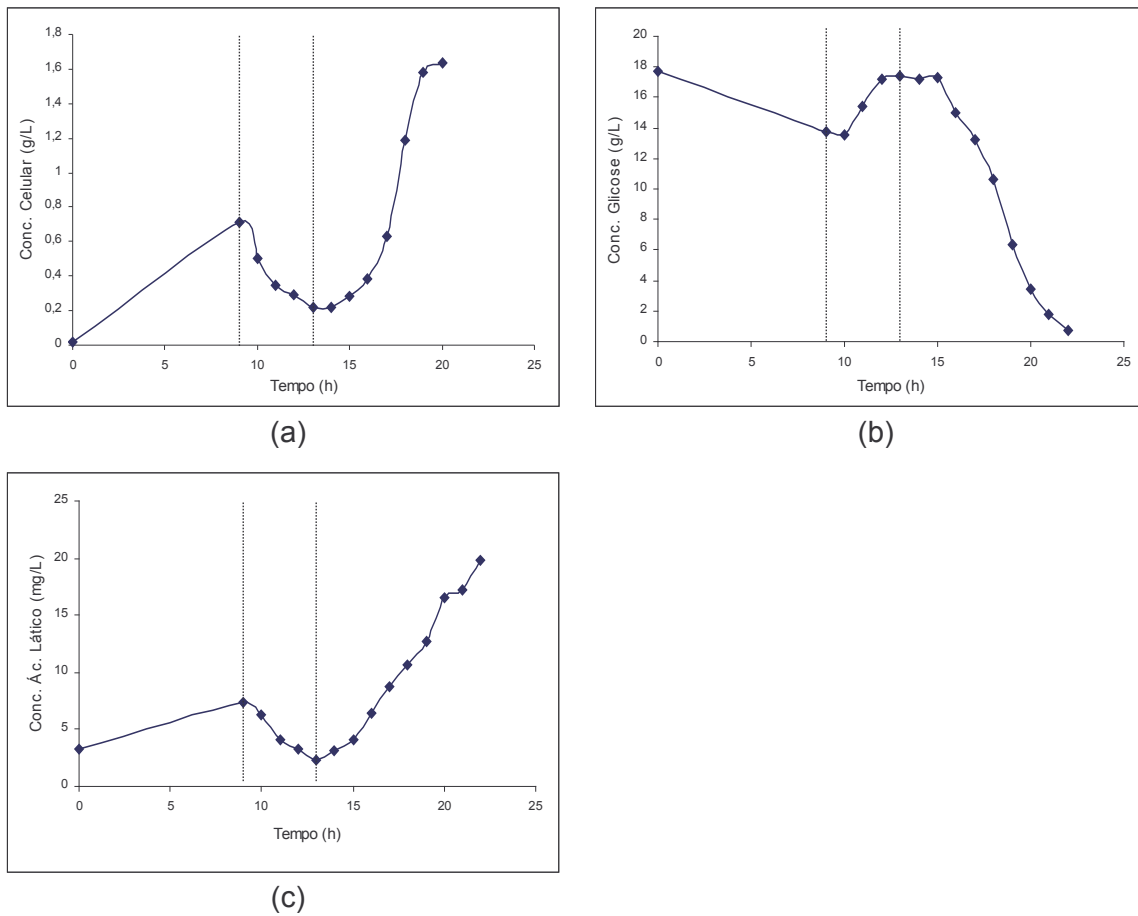 1,8
1,6
1,4
1,2
1
0,8
0,6
0,4
0,2
0
0 5 10 15 20 25
Conc. Celular (g/L)
Tempo (h)
(a)
20
18
16
14
12
10
8
6
4
2
0
0 5 10 15 20 25
Conc. Glicose (g/L)
Tempo (h)
(b)
25
20
15
10
5
0
0 5 10 15 20 25
Conc. Ác. Lático (mg/L)
Tempo (h)
(c)